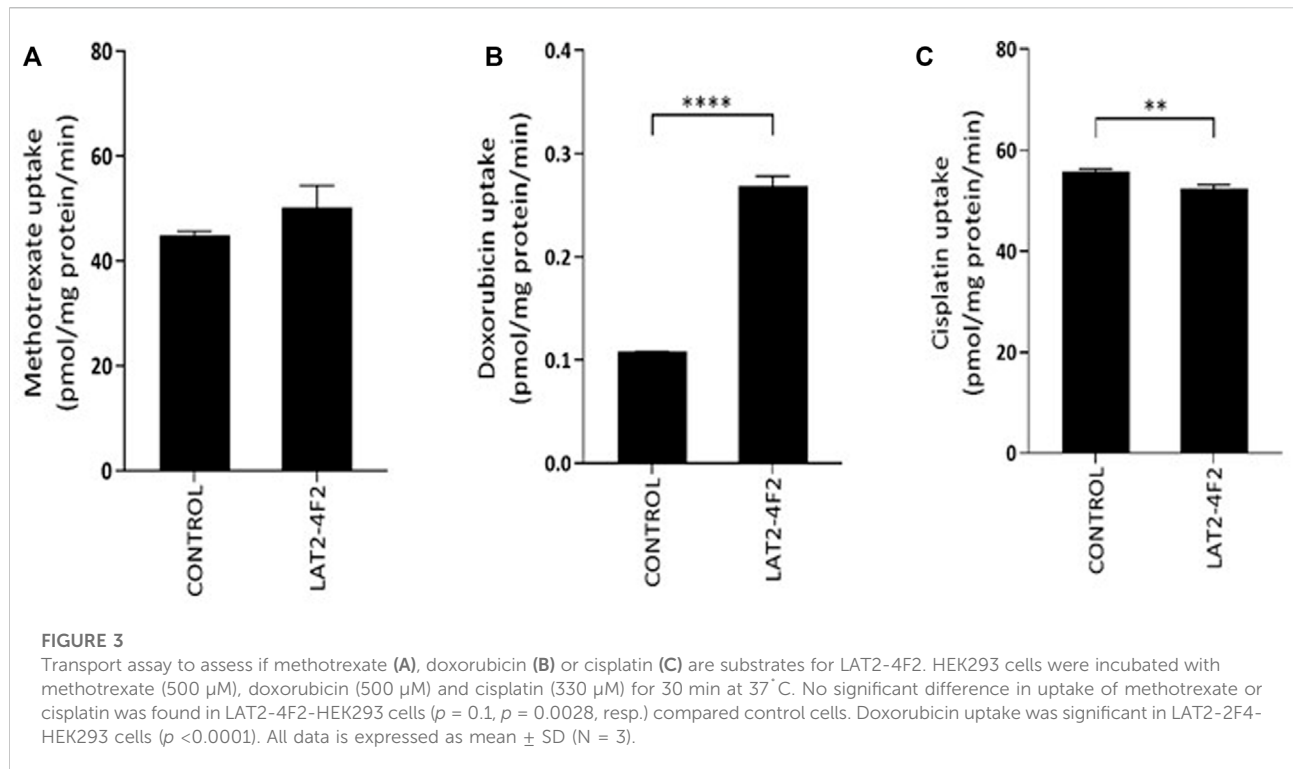 A
Methotrexate uptake
(pmol/mg protein/min)
80
60
40
20
0
CONTROL
LAT2-4F2
B
Doxorubicin uptake
(pmol/mg protein/min)
0.4
0.3
0.2
0.1
0.0
****
CONTROL
LAT2-4F2
C
Cisplatin uptake
(pmol/mg protein/min)
80
60
40
20
0
**
CONTROL
LAT2-4F2
FIGURE 3
Transport assay to assess if methotrexate (A), doxorubicin (B) or cisplatin (C) are substrates for LAT2-4F2. HEK293 cells were incubated with
methotrexate (500 µM), doxorubicin (500 µM) and cisplatin (330 µM) for 30 min at 37˚C. No significant difference in uptake of methotrexate or
cisplatin was found in LAT2-4F2-HEK293 cells (p = 0.1, p = 0.0028, resp.) compared control cells. Doxorubicin uptake was significant in LAT2-2F4-
HEK293 cells (p <0.0001). All data is expressed as mean ± SD (N = 3).